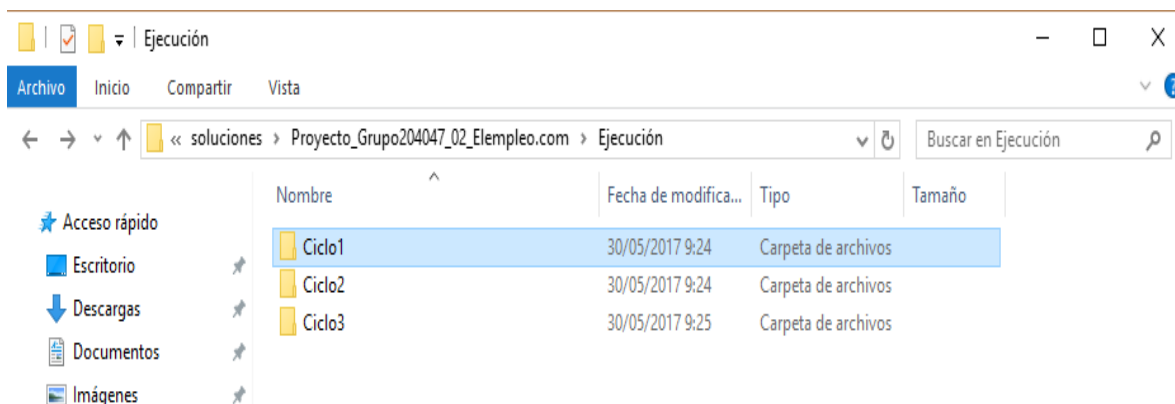 Ejecución
Archivo Inicio Compartir Vista
« soluciones › Proyecto_Grupo204047_02_Elempleo.com › Ejecución Buscar en Ejecución
Nombre Fecha de modifica... Tipo Tamaño
Acceso rápido
Ciclo1 30/05/2017 9:24 Carpeta de archivos
Escritorio
Ciclo2 30/05/2017 9:24 Carpeta de archivos
Descargas
Ciclo3 30/05/2017 9:25 Carpeta de archivos
Documentos
Imágenes